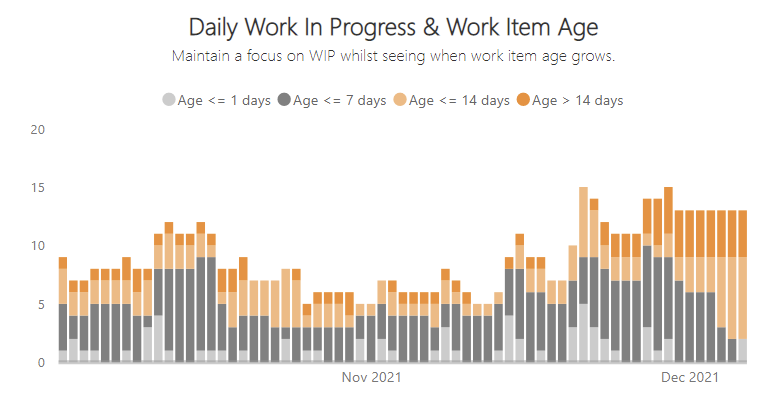 Daily Work In Progress & Work Item Age
Maintain a focus on WIP whilst seeing when work item age grows.
Age <= 1 days Age <= 7 days Age <= 14 days Age > 14 days
20
15
10
5
0
Nov 2021 Dec 2021